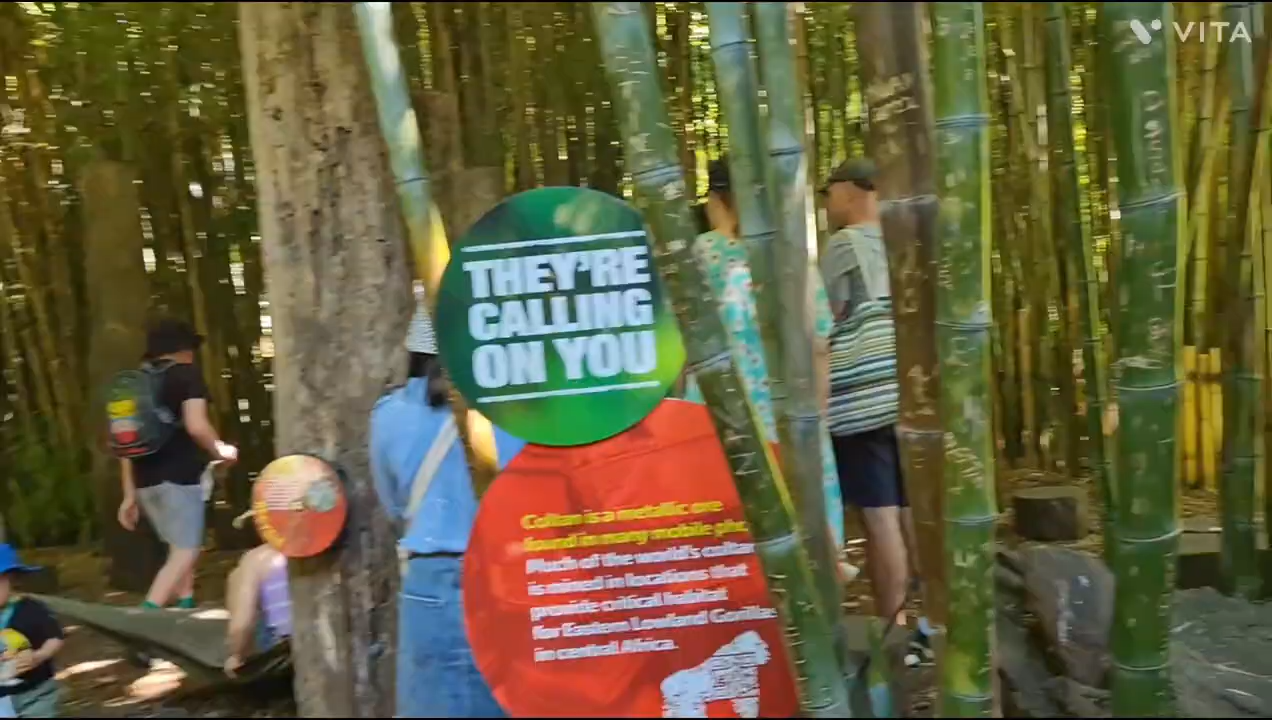 VITA
THEY'RE
CALLING
ON YOU
Coltan is a metallic ore
found in many mobile pho
Much of the world's coltan
is mined in locations that
provide critical habitat
for Eastern Lowland Gorillas
in central Africa.